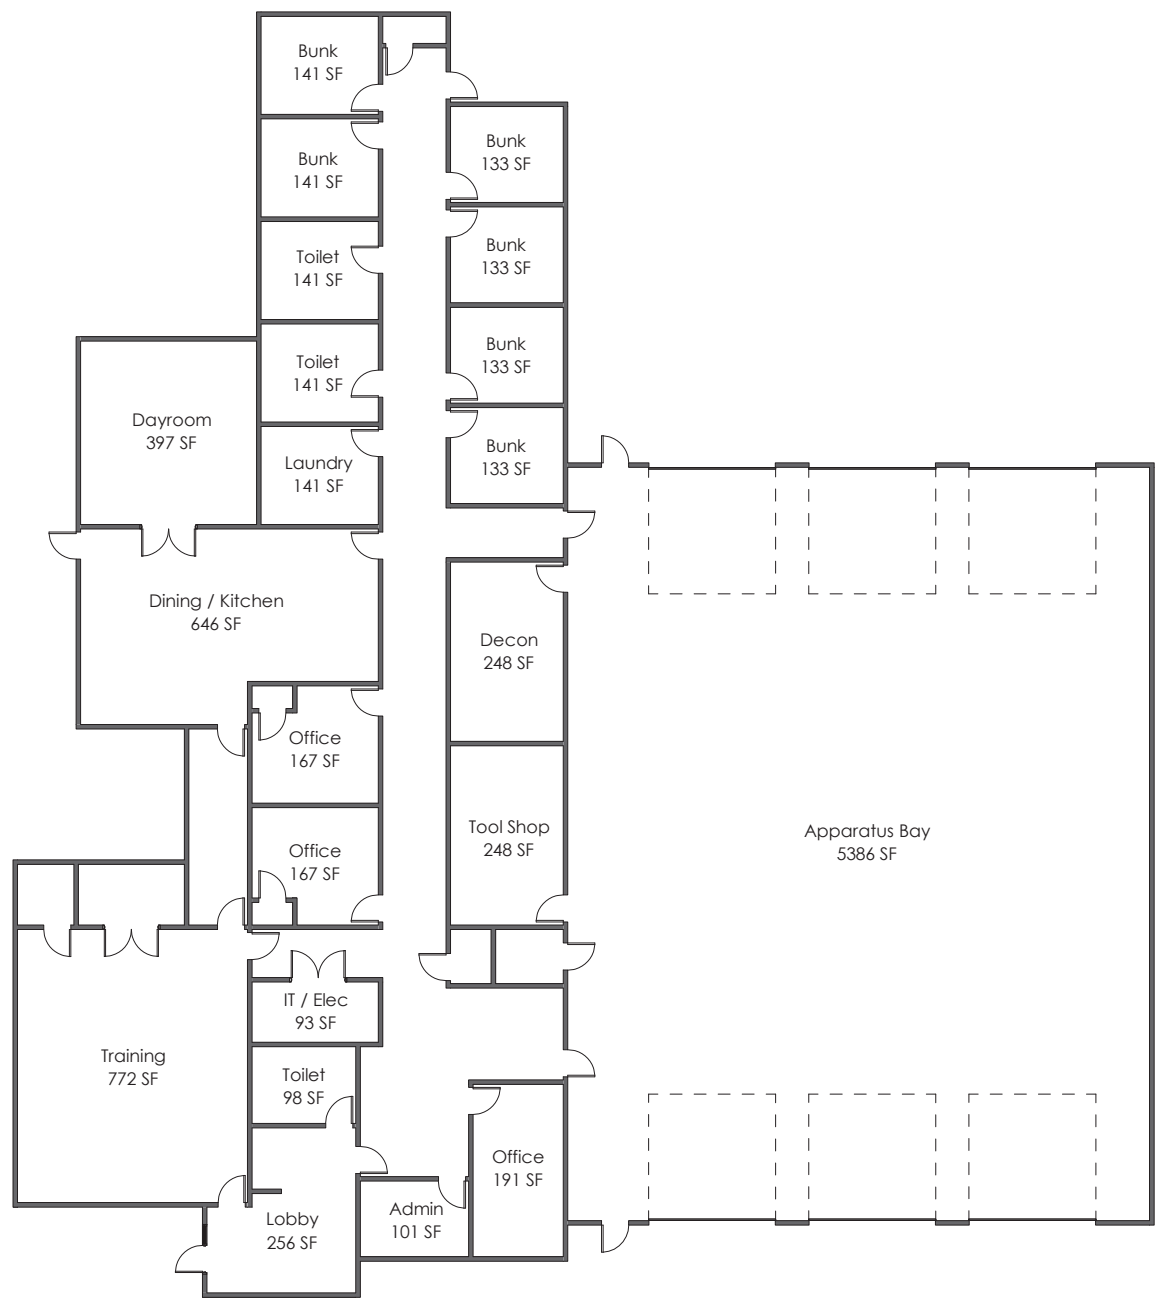 Bunk
141 SF
Bunk
141 SF
Toilet
141 SF
Toilet
141 SF
Laundry
141 SF
Bunk
133 SF
Bunk
133 SF
Bunk
133 SF
Bunk
133 SF
Dayroom
397 SF
Dining / Kitchen
646 SF
Decon
248 SF
Office
167 SF
Tool Shop
248 SF
Apparatus Bay
5386 SF
Office
167 SF
IT / Elec
93 SF
Training
772 SF
Toilet
98 SF
Office
191 SF
Lobby
256 SF
Admin
101 SF